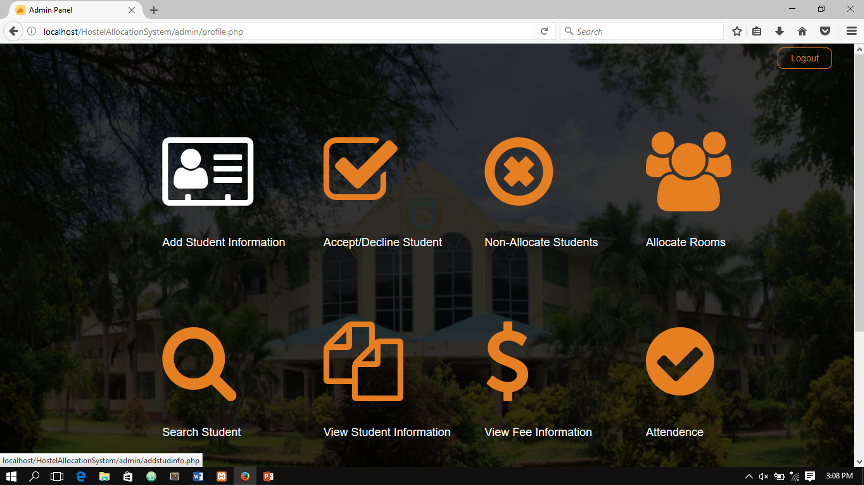 Admin Panel
localhost/HostelAllocationSystem/admin/profile.php
Search
Logout
Add Student Information
Accept/Decline Student
Non-Allocate Students
Allocate Rooms
Search Student
View Student Information
View Fee Information
Attendence
localhost/HostelAllocationSystem/admin/addstudinfo.php
3:08 PM